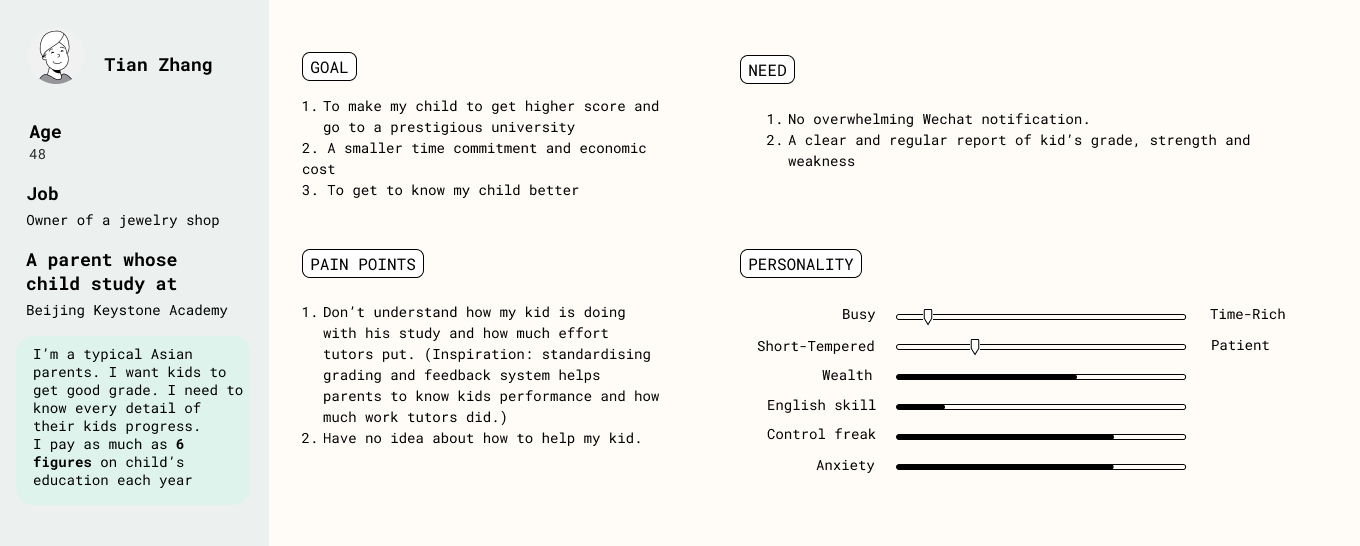 Tian Zhang
Age
48
Job
Owner of a jewelry shop
A parent whose
child study at
Beijing Keystone Academy
I’m a typical Asian
parents. I want kids to
get good grade. I need to
know every detail of
their kids progress.
I pay as much as 6
figures on child’s
education each year
GOAL
1. To make my child to get higher score and
go to a prestigious university
2. A smaller time commitment and economic
cost
3. To get to know my child better
NEED
1. No overwhelming Wechat notification.
2. A clear and regular report of kid’s grade, strength and
weakness
PAIN POINTS
1. Don’t understand how my kid is doing
with his study and how much effort
tutors put. (Inspiration: standardising
grading and feedback system helps
parents to know kids performance and how
much work tutors did.)
2. Have no idea about how to help my kid.
PERSONALITY
Busy Time-Rich
Short-Tempered Patient
Wealth
English skill
Control freak
Anxiety